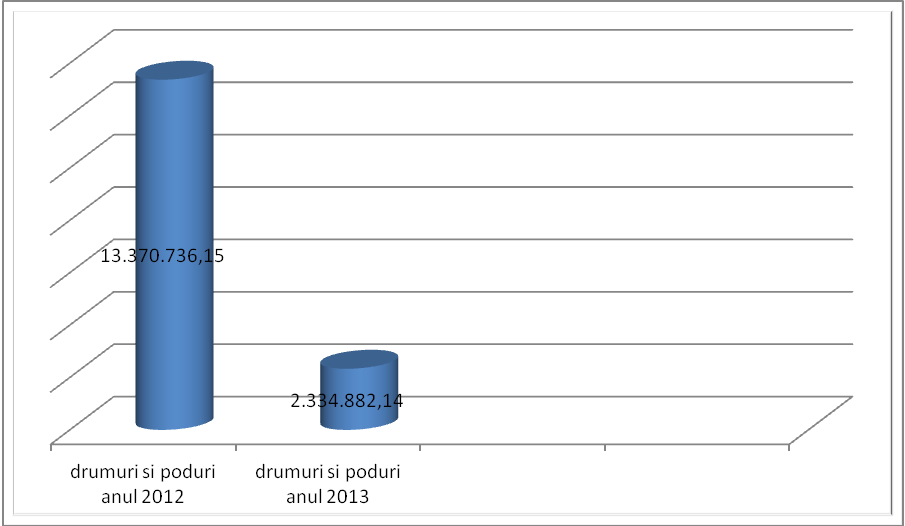 13.370.736,15
2.334.882,14
drumuri si poduri
anul 2012
drumuri si poduri
anul 2013